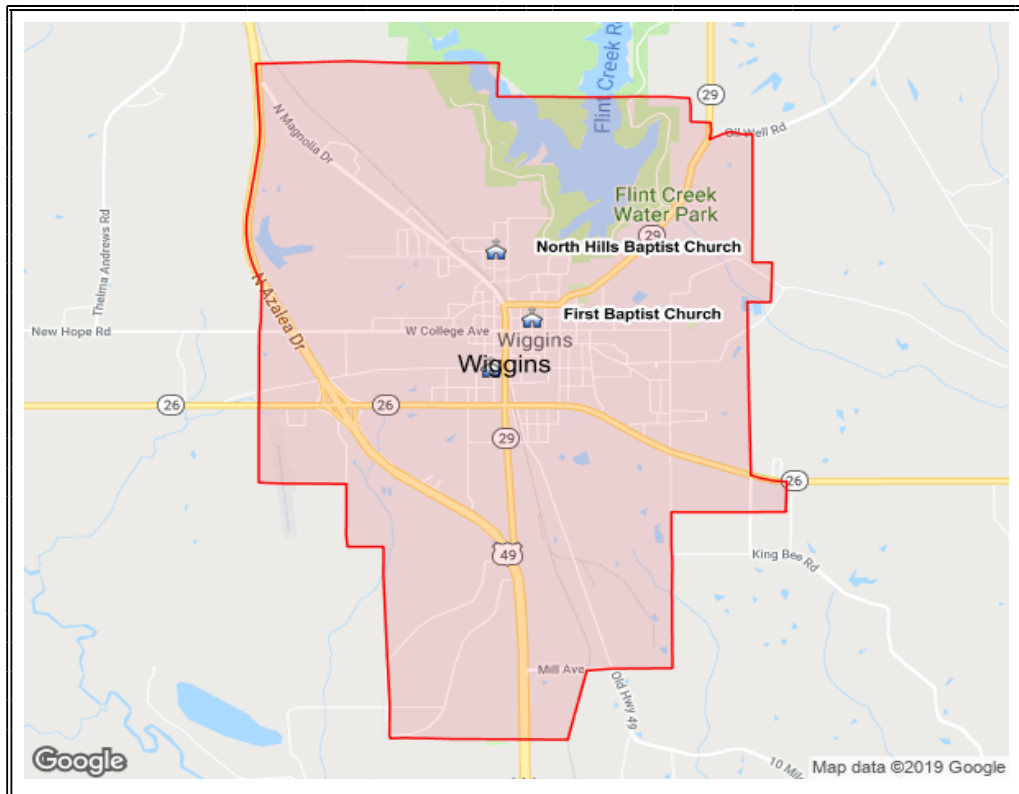 Flint Creek Rd
29
Oil Well Rd
N Magnolia Dr
Flint Creek
Water Park
29
Thelma Andrews Rd
North Hills Baptist Church
N Azalea Dr
First Baptist Church
New Hope Rd
W College Ave
Wiggins
Wiggins
26
26
29
26
49
King Bee Rd
Mill Ave
Old Hwy 49
10 Mile
Google
Map data ©2019 Google